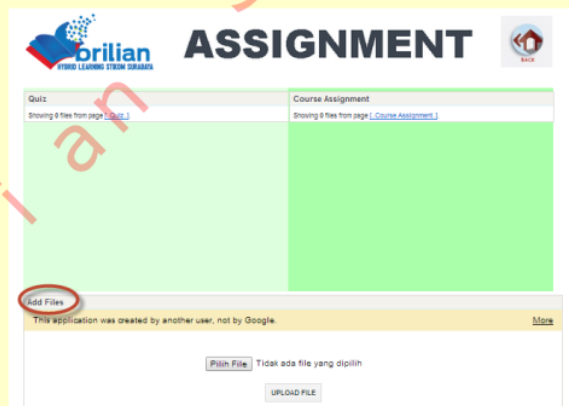 brilian
HYBRID LEARNING STIKOM SURABAYA
ASSIGNMENT
BACK
Quiz
Course Assignment
Showing 0 files from page [ Quiz ]
Showing 0 files from page [ Course Assignment ]
Add Files
This application was created by another user, not by Google.
More
Pilih File Tidak ada file yang dipilih
UPLOAD FILE